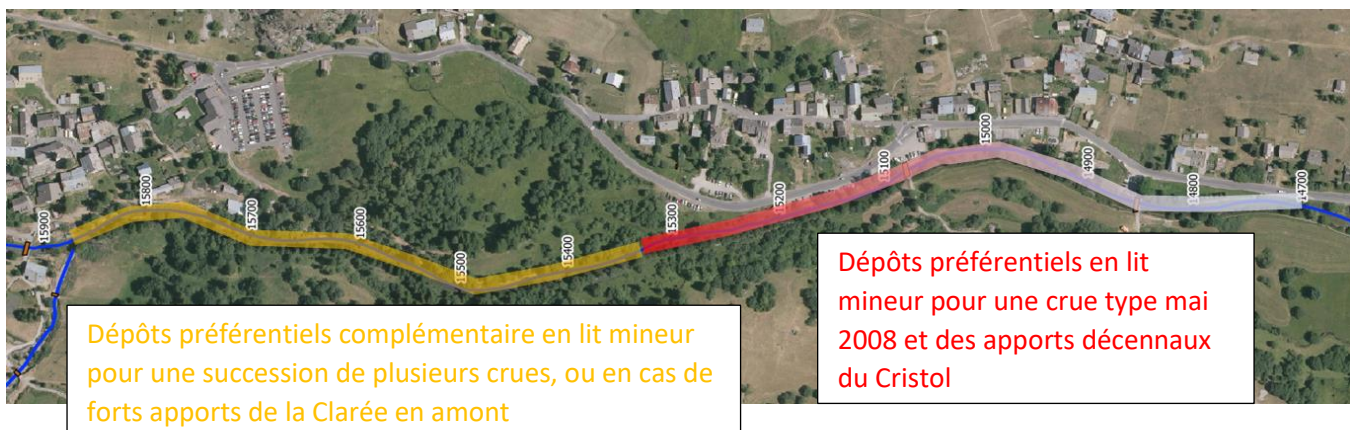 15900
15800
15700
15600
15500
15400
15300
15200
15100
15000
14900
14800
14700
Dépôts préférentiels complémentaire en lit mineur
pour une succession de plusieurs crues, ou en cas de
forts apports de la Clarée en amont
Dépôts préférentiels en lit
mineur pour une crue type mai
2008 et des apports décennaux
du Cristol